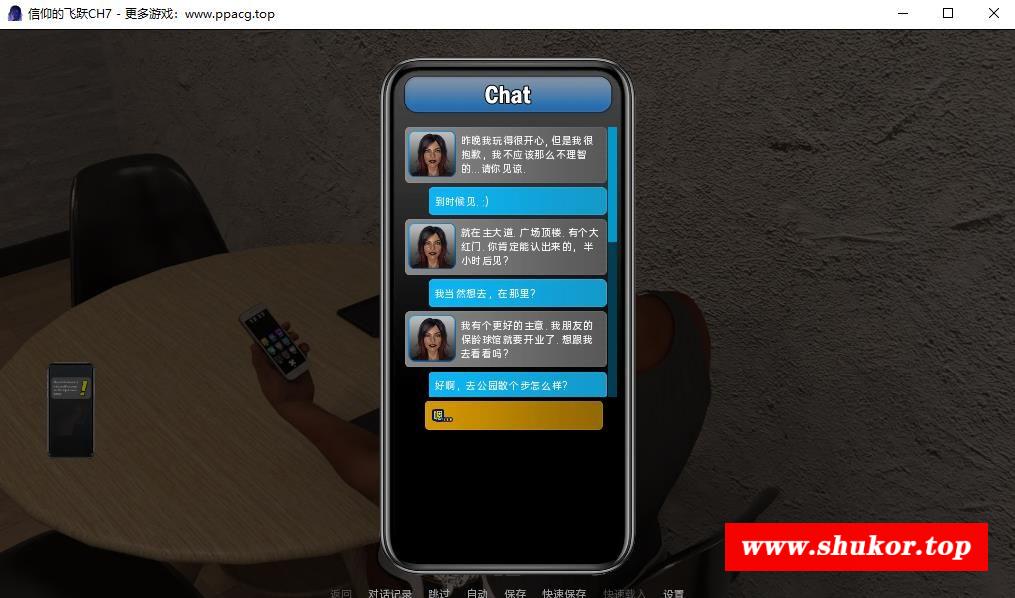 信仰的飞跃CH7 - 更多游戏：www.ppacg.top
Chat
昨晚我玩得很开心, 但是我很
抱歉，我不应该那么不理智
的...请你见谅.
到时候见. :)
就在主大道. 广场顶楼. 有个大
红门. 你肯定能认出来的，半
小时后见?
我当然想去，在那里?
我有个更好的主意. 我朋友的
保龄球馆就要开业了. 想跟我
去看看吗?
好啊，去公园散个步怎么样?
嗯...
www.shukor.top
返回 对话记录 跳过 自动 保存 快速保存 快速载入 设置